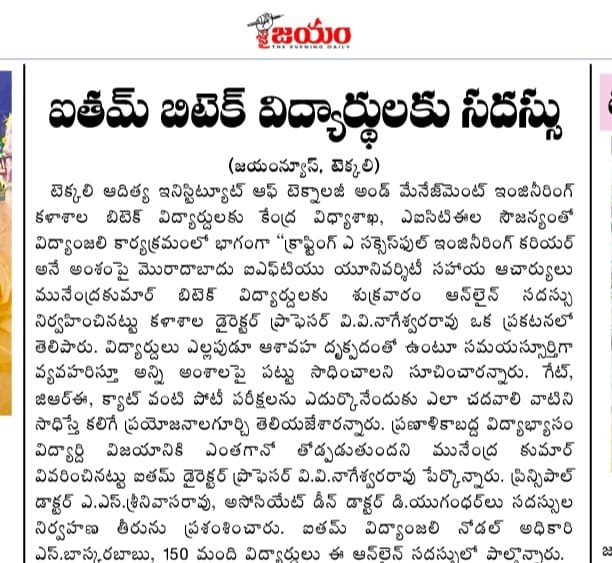 జై జయం
THE EVENING DAILY
ఐతమ్ బిటెక్ విద్యార్థులకు సదస్సు
(జయంన్యూస్, టెక్కలి)
టెక్కలి ఆదిత్య ఇనిస్టిట్యూట్ ఆఫ్ టెక్నాలజీ అండ్ మేనేజ్‌మెంట్ ఇంజినీరింగ్
కళాశాల బిటెక్ విద్యార్దులకు కేంద్ర విధ్యాశాఖ, ఎఐసిటిఈల సౌజన్యంతో
విద్యాంజలి కార్యక్రమంలో భాగంగా "క్రాఫ్టింగ్ ఎ సక్సెస్‌ఫుల్ ఇంజినీరింగ్ కరియర్
అనే అంశంపై మొరాదాబాదు ఐఎఫ్‌టియు యూనివర్శిటీ సహాయ ఆచార్యులు
మునేంద్రకుమార్ బిటెక్ విద్యార్దులకు శుక్రవారం ఆన్‌లైన్ సదస్సు
నిర్వహించినట్టు కళాశాల డైరెక్టర్ ప్రొఫెసర్ వి.వి.నాగేశ్వరరావు ఒక ప్రకటనలో
తెలిపారు. విద్యార్దులు ఎల్లపుడూ ఆశావహ దృక్పదంతో ఉంటూ సమయస్ఫూర్తిగా
వ్యవహరిస్తూ అన్ని అంశాలపై పట్టు సాధించాలని సూచించారన్నారు. గేట్,
జిఆర్ఈ, క్యాట్ వంటి పోటీ పరీక్షలను ఎదుర్కొనేందుకు ఎలా చదవాలి వాటిని
సాధిస్తే కలిగే ప్రయోజనాలగూర్చి తెలియజేశారన్నారు. ప్రణాళికాబద్ద విద్యాభ్యాసం
విద్యార్ది విజయానికి ఎంతగానో తోడ్పడుతుందని మునేంద్ర కుమార్
వివరించినట్టు ఐతమ్ డైరెక్టర్ ప్రొఫెసర్ వి.వి.నాగేశ్వరరావు పేర్కొన్నారు. ప్రిన్సిపాల్
డాక్టర్ ఎ.ఎస్.శ్రీనివాసరావు, అసోసియేట్ డీన్ డాక్టర్ డి.యుగంధర్‌లు సదస్సుల
నిర్వహణ తీరును ప్రశంశించారు. ఐతమ్ విద్యాంజలి నోడల్ అధికారి
ఎస్.బాస్కరబాబు, 150 మంది విద్యార్దులు ఈ ఆన్‌లైన్ సదస్సులో పాల్గొన్నారు.